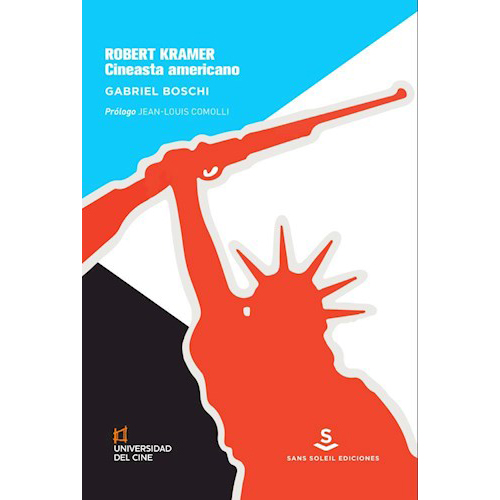 ROBERT KRAMER
Cineasta americano
GABRIEL BOSCHI
Prólogo JEAN-LOUIS COMOLLI
UNIVERSIDAD
DEL CINE
S
SANS SOLEIL EDICIONES